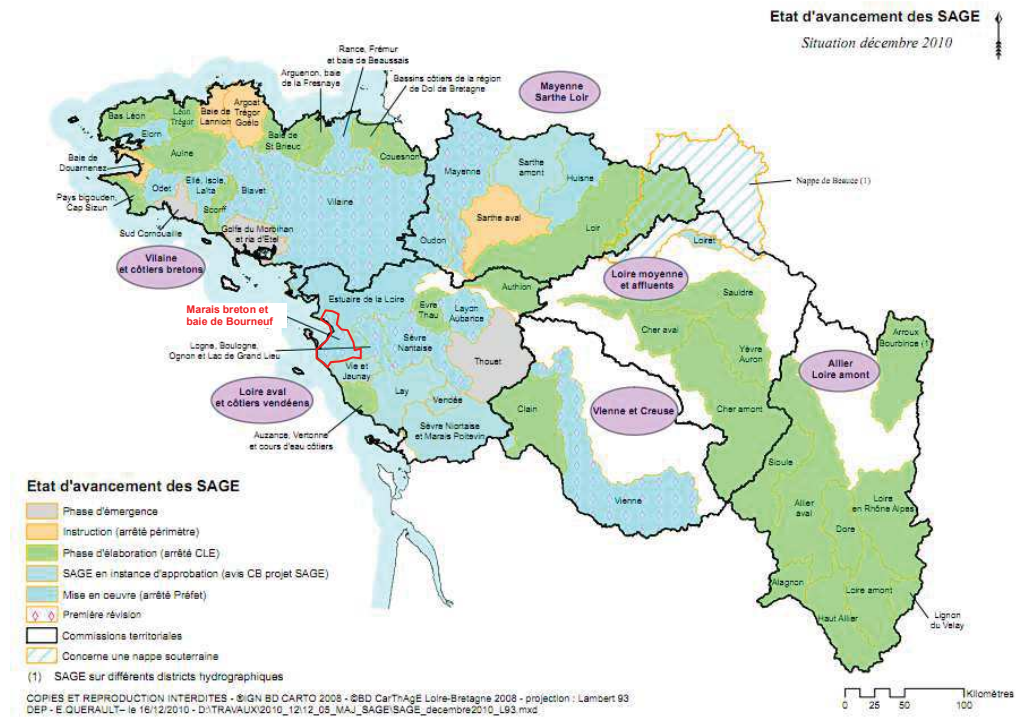 Etat d'avancement des SAGE
Situation décembre 2010
Rance, Frémur
et baie de Beaussais
Arguenon, baie
de la Fresnaye
Bassins côtiers de la région
de Dol de Bretagne
Mayenne
Sarthe Loir
Bas Léon
Léon
Trégor
Baie de
Lannion
Argoat
Trégor
Goëlo
Elorn
Aulne
Baie de
St Brieuc
Couesnon
Baie de
Douarnenez
Odet
Ellé, Isole,
Laïta
Blavet
Scorff
Vilaine
Pays bigouden,
Cap Sizun
Sud Cornouaille
Golfe du Morbihan
et ria d'Etel
Mayenne
Sarthe
amont
Huisne
Sarthe aval
Oudon
Loir
Nappe de Beauce (1)
Loiret
Vilaine
et côtiers bretons
Loire moyenne
et affluents
Marais breton et
baie de Bourneuf
Estuaire de la Loire
Evre
Thau
Layon
Aubance
Authion
Sauldre
Cher aval
Yèvre
Auron
Arroux
Bourbince (1
Logne, Boulogne,
Ognon et Lac de Grand Lieu
Sèvre
Nantaise
Thouet
Vie et
Jaunay
Lay
Vendée
Allier
Loire amont
Loire aval
et côtiers vendéens
Clain
Vienne et Creuse
Cher amont
Auzance, Vertonne
et cours d'eau côtiers
Sèvre Niortaise
et Marais Poitevin
Vienne
Sioule
Allier
aval
Loire
en Rhône Alpes
Dore
Alagnon
Loire amont
Haut Allier
Lignon
du Velay
Etat d'avancement des SAGE
Phase d'émergence
Instruction (arrêté périmètre)
Phase d'élaboration (arrêté CLE)
SAGE en instance d'approbation (avis CB projet SAGE)
Mise en oeuvre (arrêté Préfet)
Première révision
Commissions territoriales
Concerne une nappe souterraine
(1) SAGE sur différents districts hydrographiques
COPIES ET REPRODUCTION INTERDITES - ©IGN BD CARTO 2008 - ©BD CarThAgE Loire-Bretagne 2008 - projection : Lambert 93
DEP - E.QUERAULT– le 16/12/2010 - D:\TRAVAUX\2010_12\12_05_MAJ_SAGE\SAGE_decembre2010_L93.mxd
0 25 50 100 Kilomètres